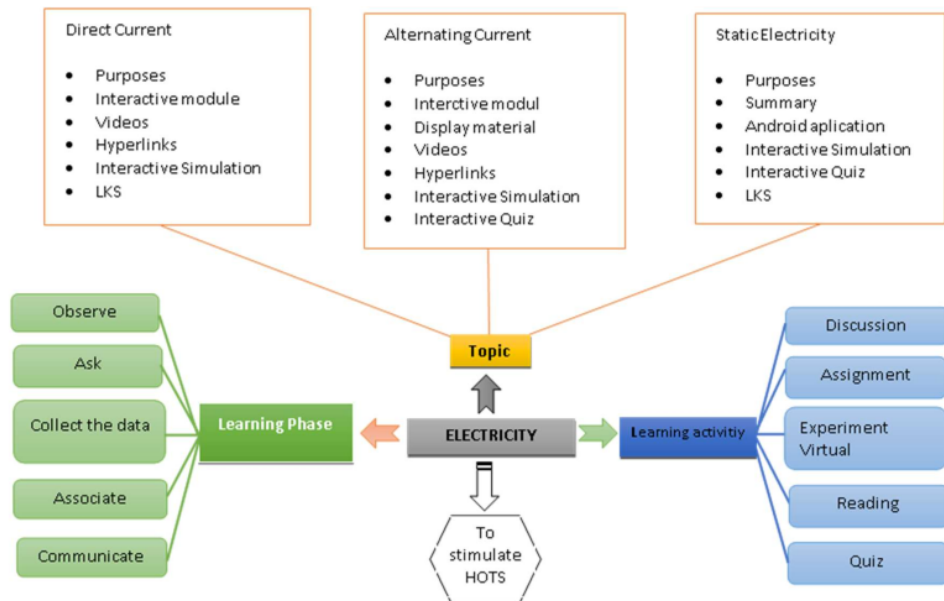 Direct Current
Purposes
Interactive module
Videos
Hyperlinks
Interactive Simulation
LKS
Alternating Current
Purposes
Interctive modul
Display material
Videos
Hyperlinks
Interactive Simulation
Interactive Quiz
Static Electricity
Purposes
Summary
Android aplication
Interactive Simulation
Interactive Quiz
LKS
Topic
Observe
Ask
Collect the data
Associate
Communicate
Learning Phase
ELECTRICITY
Learning activitiy
Discussion
Assignment
Experiment
Virtual
Reading
Quiz
To
stimulate
HOTS